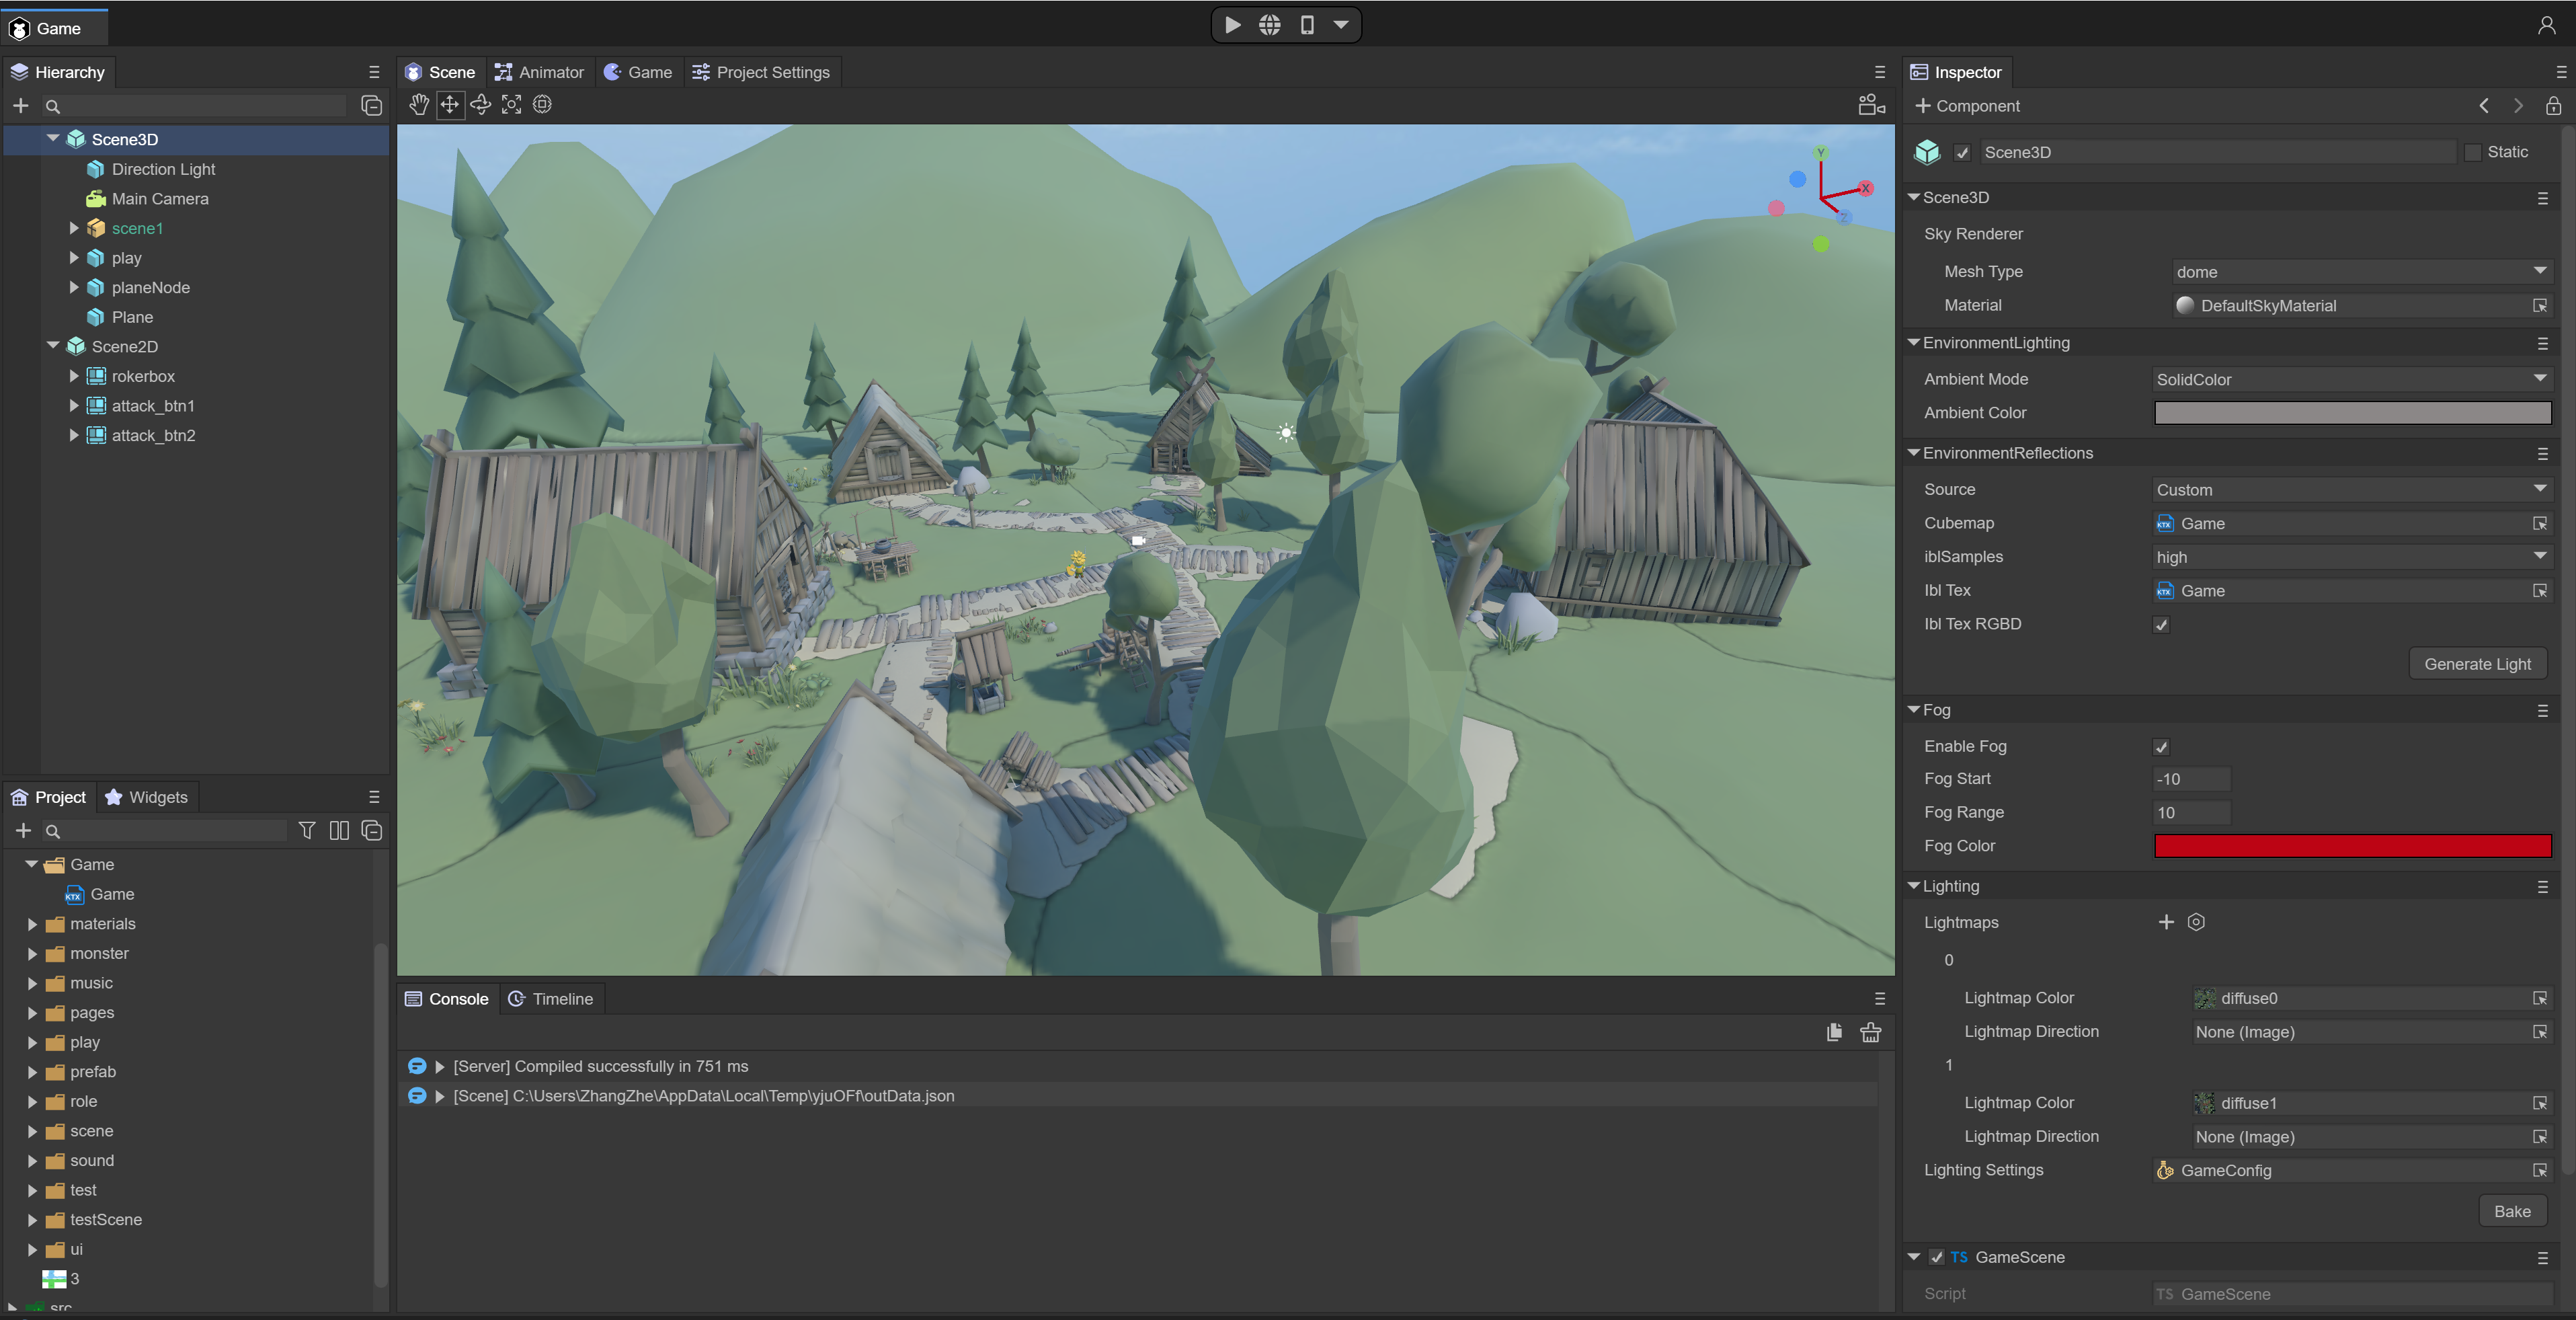 Game
Hierarchy
Scene3D
Direction Light
Main Camera
scene1
play
planeNode
Plane
Scene2D
rokerbox
attack_btn1
attack_btn2
Project Widgets
Game
KTX Game
materials
monster
music
pages
play
prefab
role
scene
sound
test
testScene
ui
3
src
Scene Animator Game Project Settings
Y
X
Z
Console Timeline
[Server] Compiled successfully in 751 ms
[Scene] C:\Users\ZhangZhe\AppData\Local\Temp\yjuOFf\outData.json
Inspector
Component
Scene3D Static
Scene3D
Sky Renderer
Mesh Type dome
Material DefaultSkyMaterial
EnvironmentLighting
Ambient Mode SolidColor
Ambient Color
EnvironmentReflections
Source Custom
Cubemap KTX Game
iblSamples high
Ibl Tex KTX Game
Ibl Tex RGBD
Generate Light
Fog
Enable Fog
Fog Start -10
Fog Range 10
Fog Color
Lighting
Lightmaps
0
Lightmap Color diffuse0
Lightmap Direction None (Image)
1
Lightmap Color diffuse1
Lightmap Direction None (Image)
Lighting Settings GameConfig
Bake
TS GameScene
Script TS GameScene